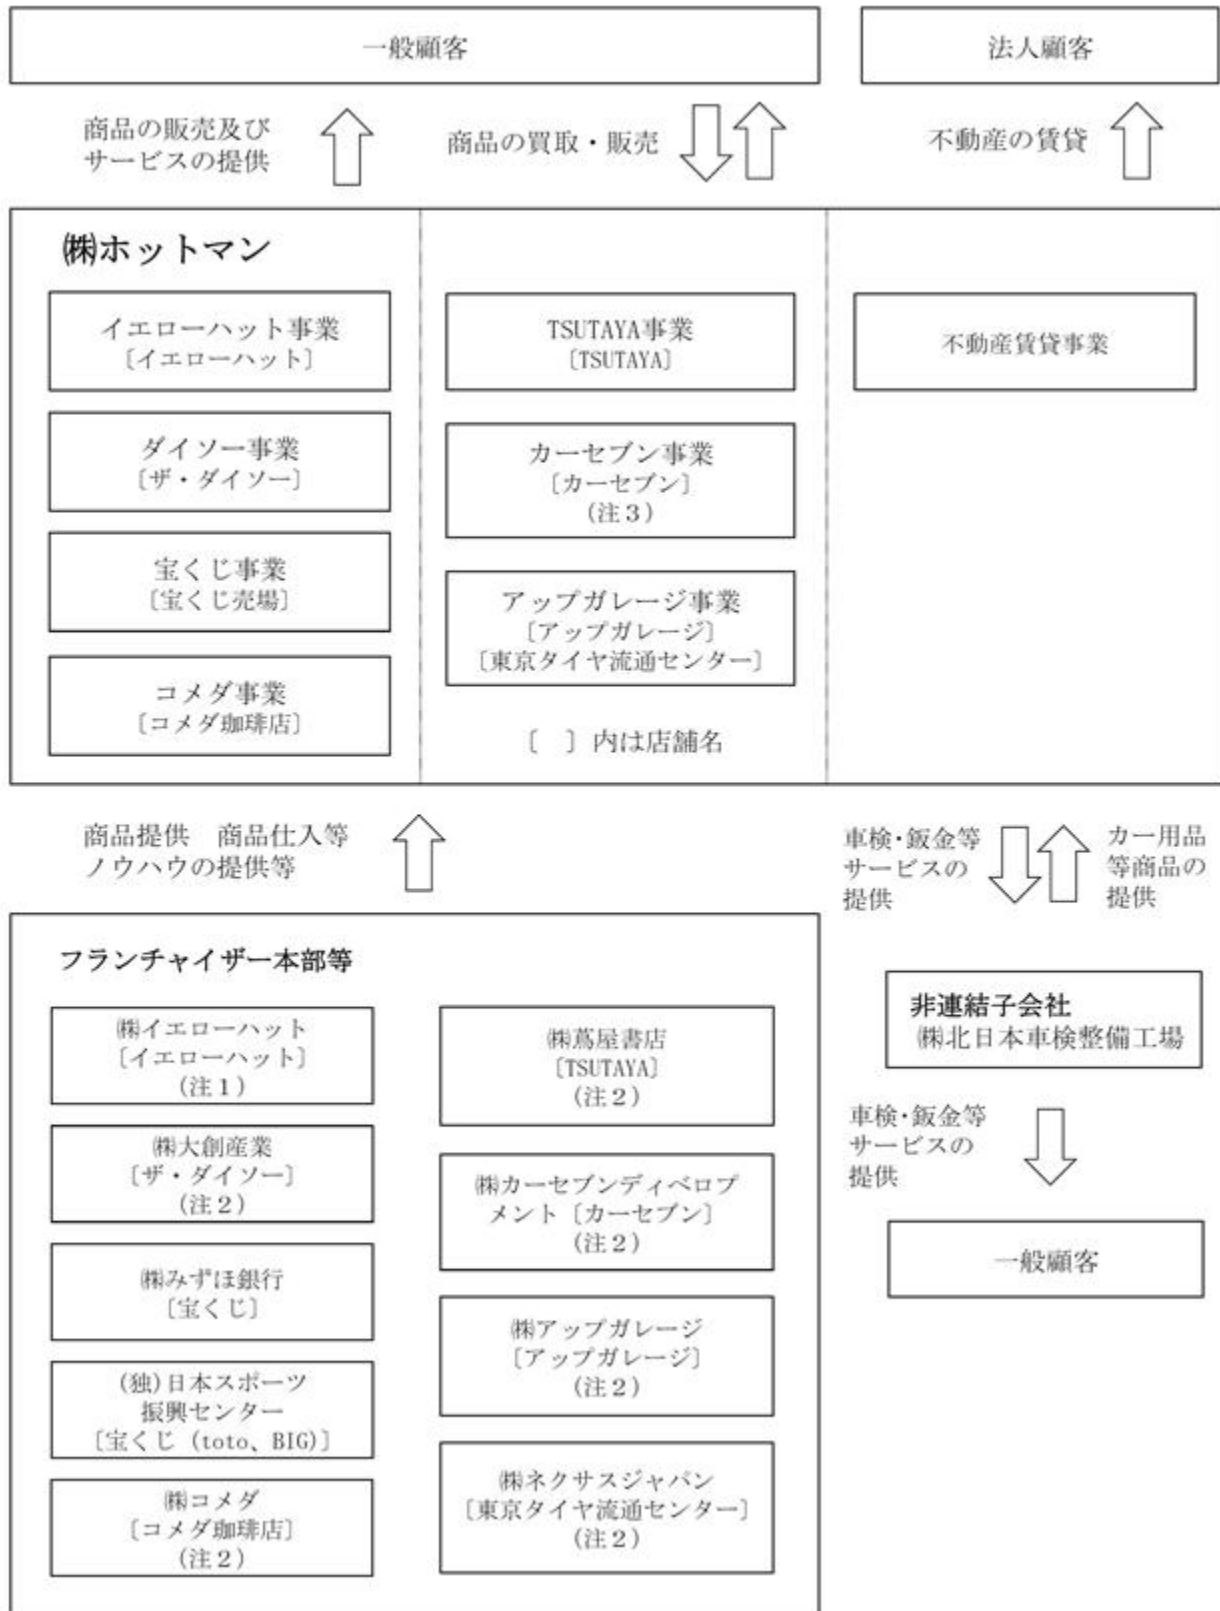 一般顧客
法人顧客
商品の販売及び
サービスの提供
商品の買取・販売
不動産の賃貸
㈱ホットマン
イエローハット事業
〔イエローハット〕
ダイソー事業
〔ザ・ダイソー〕
宝くじ事業
〔宝くじ売場〕
コメダ事業
〔コメダ珈琲店〕
TSUTAYA事業
〔TSUTAYA〕
カーセブン事業
〔カーセブン〕
(注３)
アップガレージ事業
〔アップガレージ〕
〔東京タイヤ流通センター〕
〔　〕内は店舗名
不動産賃貸事業
商品提供　商品仕入等
ノウハウの提供等
車検・鈑金等
サービスの
提供
カー用品
等商品の
提供
フランチャイザー本部等
㈱イエローハット
〔イエローハット〕
(注１)
㈱大創産業
〔ザ・ダイソー〕
(注２)
㈱みずほ銀行
〔宝くじ〕
(独)日本スポーツ
振興センター
〔宝くじ（toto、BIG)〕
㈱コメダ
〔コメダ珈琲店〕
(注２)
㈱蔦屋書店
〔TSUTAYA〕
(注２)
㈱カーセブンディベロプ
メント〔カーセブン〕
(注２)
㈱アップガレージ
〔アップガレージ〕
(注２)
㈱ネクサスジャパン
〔東京タイヤ流通センター〕
(注２)
非連結子会社
㈱北日本車検整備工場
車検・鈑金等
サービスの
提供
一般顧客